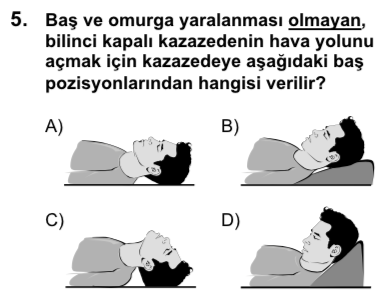 5. Baş ve omurga yaralanması olmayan,
bilinci kapalı kazazedenin hava yolunu
açmak için kazazedeye aşağıdaki baş
pozisyonlarından hangisi verilir?
A) B)
C) D)